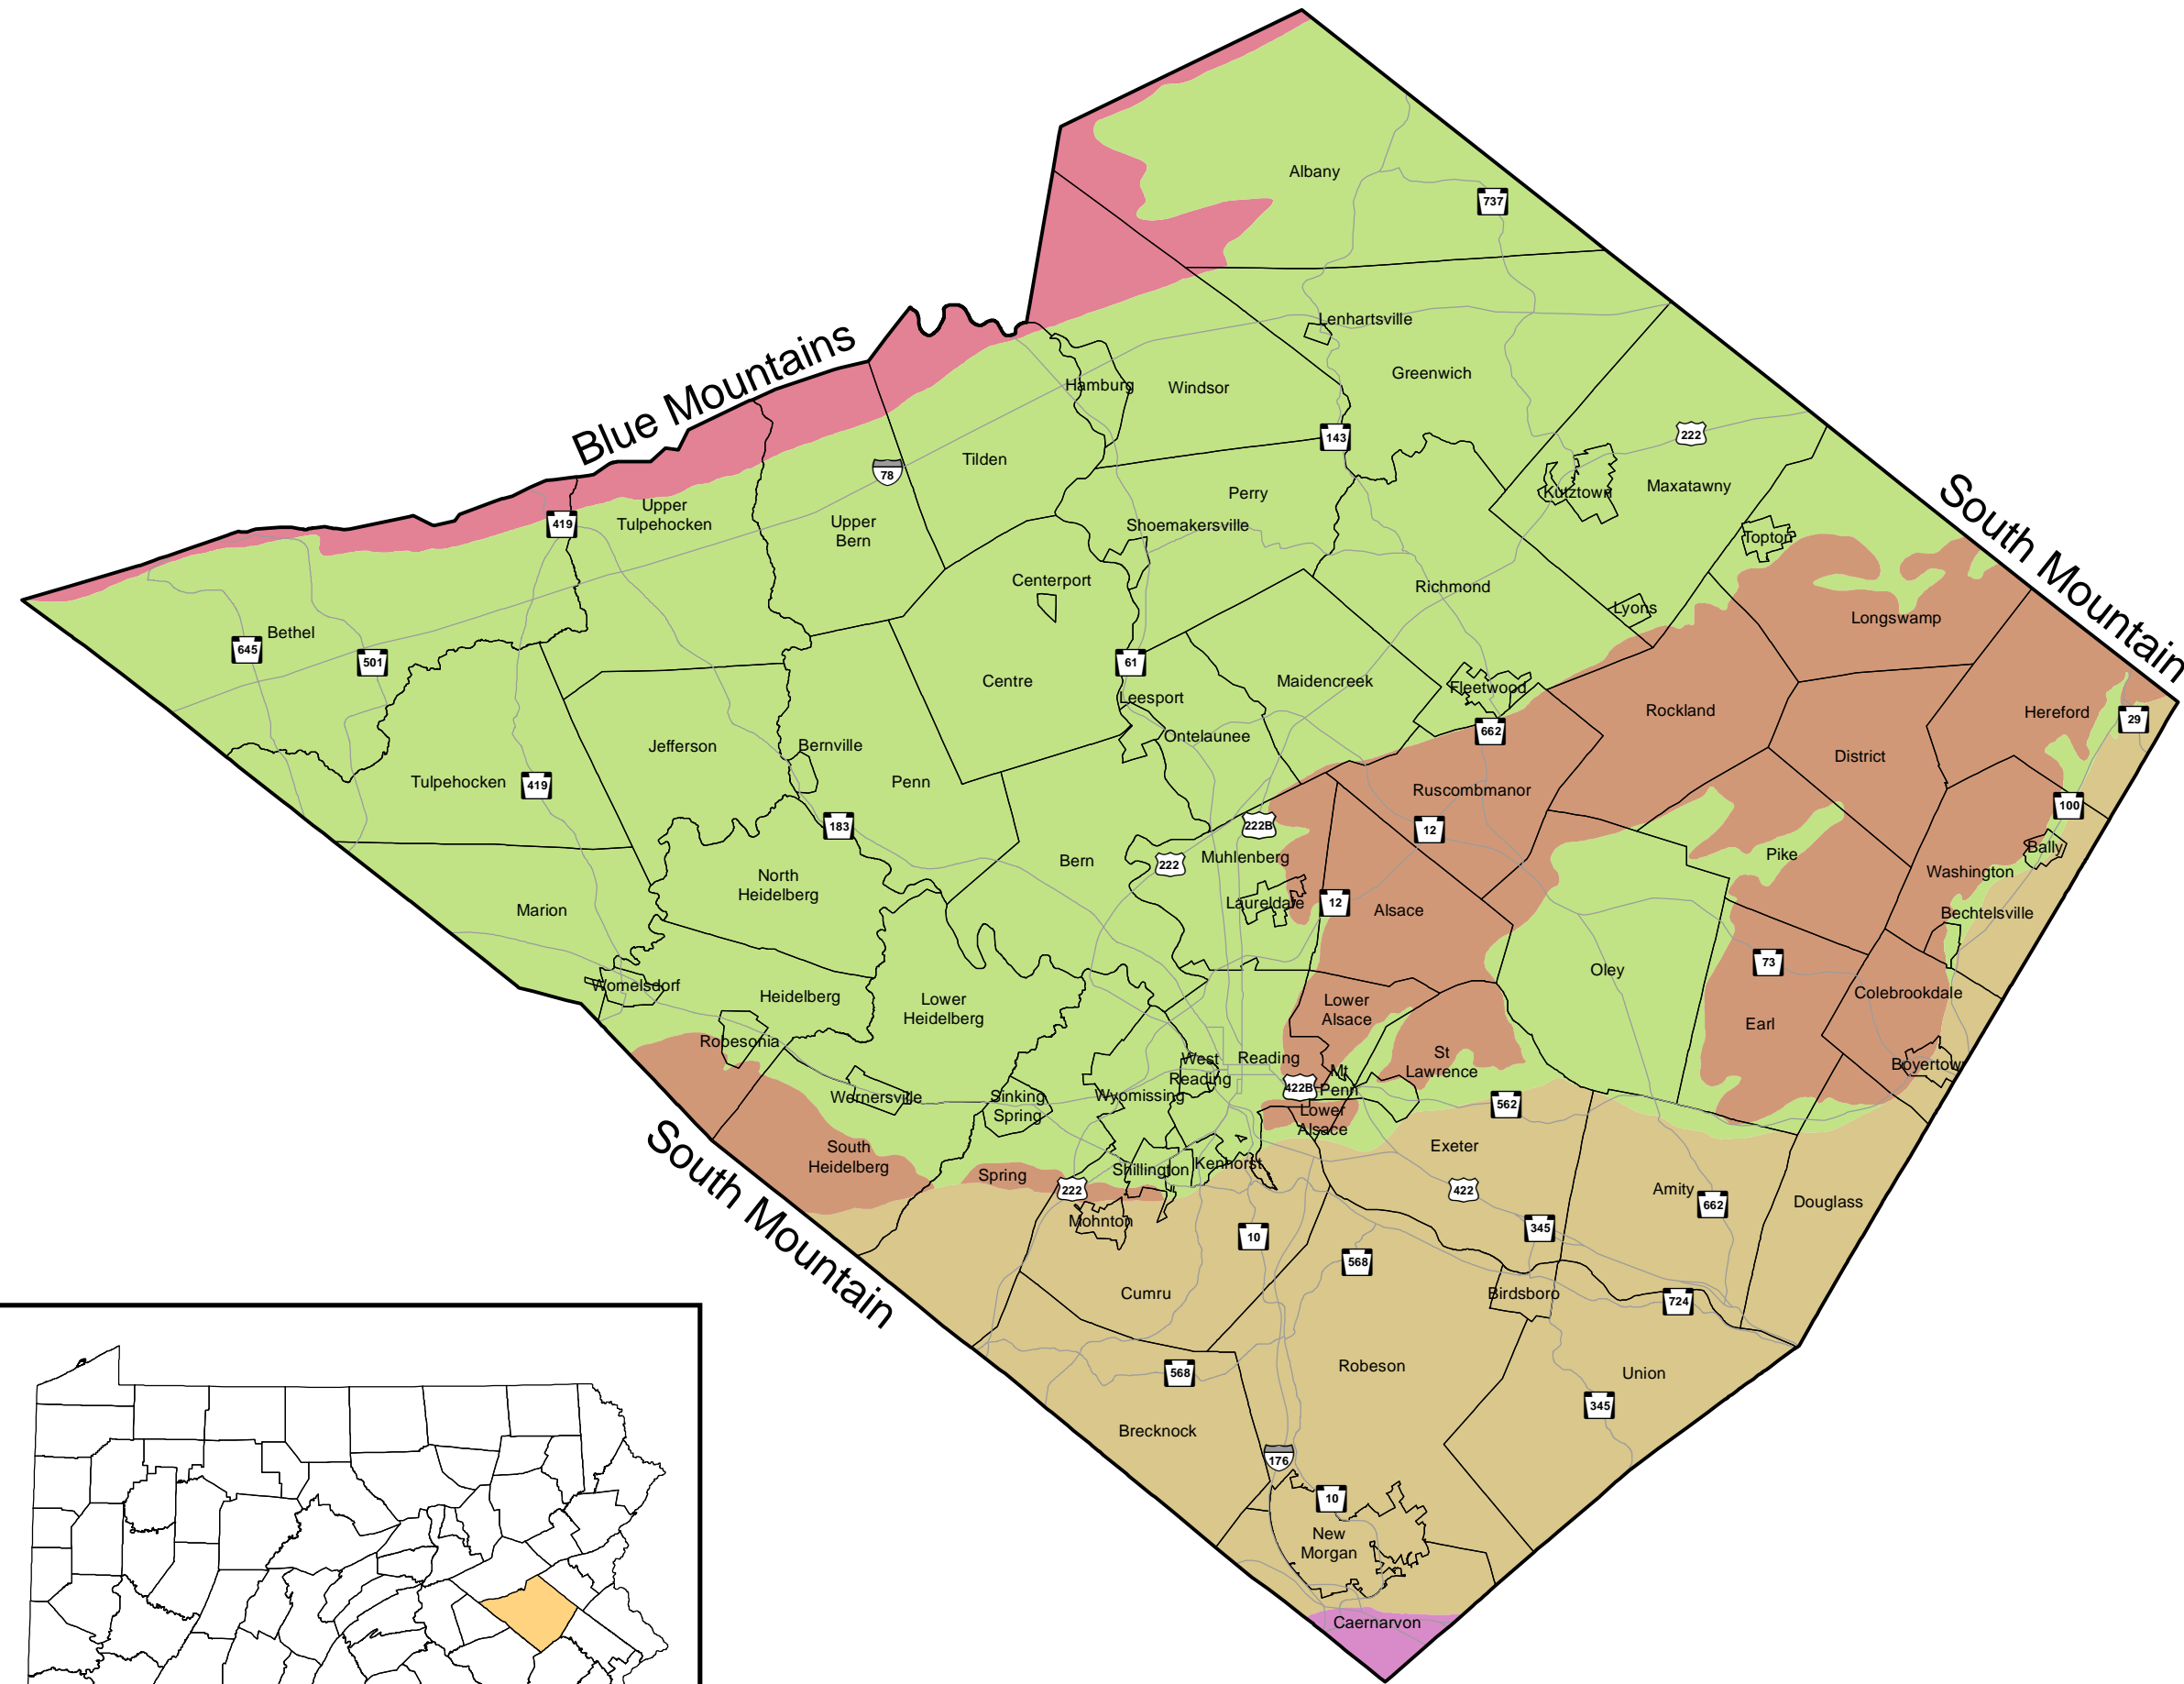 Albany
737
Lenhartsville
Greenwich
Blue Mountains
Hamburg
Windsor
143
222
Tilden
78
Kutztown
Maxatawny
South Mountain
Perry
Upper
Tulpehocken
419
Upper
Bern
Shoemakersville
Topton
Centerport
Richmond
Lyons
Longswamp
Bethel
645
501
61
Centre
Maidencreek
Fleetwood
Leesport
Rockland
Hereford
29
Ontelaunee
662
Jefferson
Bernville
District
Tulpehocken
419
Penn
Ruscombmanor
100
183
222B
12
Bern
222
Muhlenberg
Pike
Bally
Washington
North
Heidelberg
Laureldale
12
Alsace
Marion
Bechtelsville
73
Oley
Womelsdorf
Heidelberg
Lower
Heidelberg
Lower
Alsace
Colebrookdale
Earl
Robesonia
West
Reading
Reading
St
Lawrence
Boyertown
Mt
Penn
422B
Wernersville
Sinking
Spring
Wyomissing
562
Lower
Alsace
South
Heidelberg
Exeter
Spring
Shillington
Kenhorst
South Mountain
222
422
Amity
662
Douglass
Mohnton
10
345
568
Cumru
Birdsboro
724
Robeson
Union
568
345
Brecknock
176
10
New
Morgan
Caernarvon